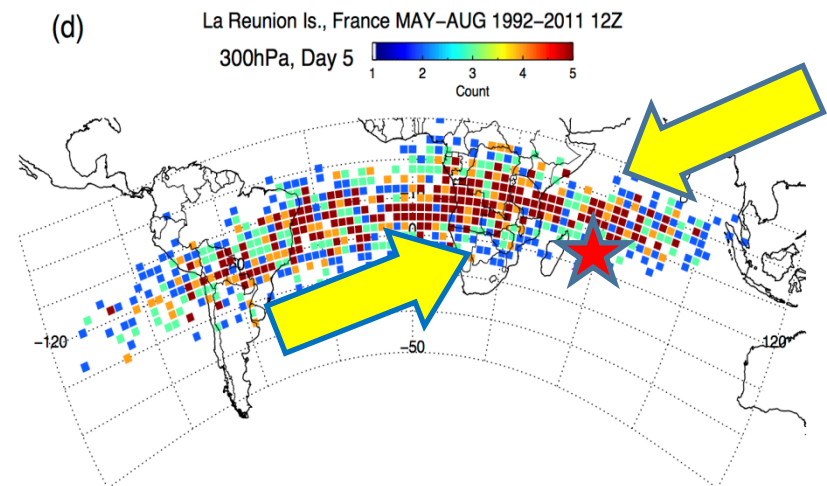 (d)
La Reunion Is., France MAY-AUG 1992-2011 12Z
300hPa, Day 5
1 2 3 4 5
Count
-120
-50
120